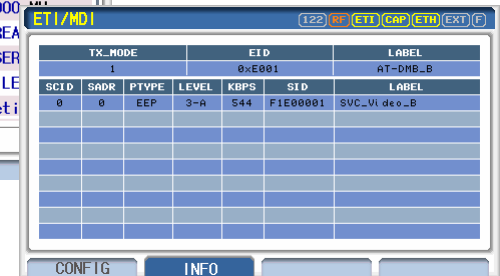 ETI/MDI [122] RF ETI CAP ETH (EXT) [F]
TX_MODE EID LABEL
1 0xE001 AT-DMB_B
SCID SADR PTYPE LEVEL KBPS SID LABEL
0 0 EEP 3-A 544 F1E00001 SVC_Video_B
CONFIG INFO